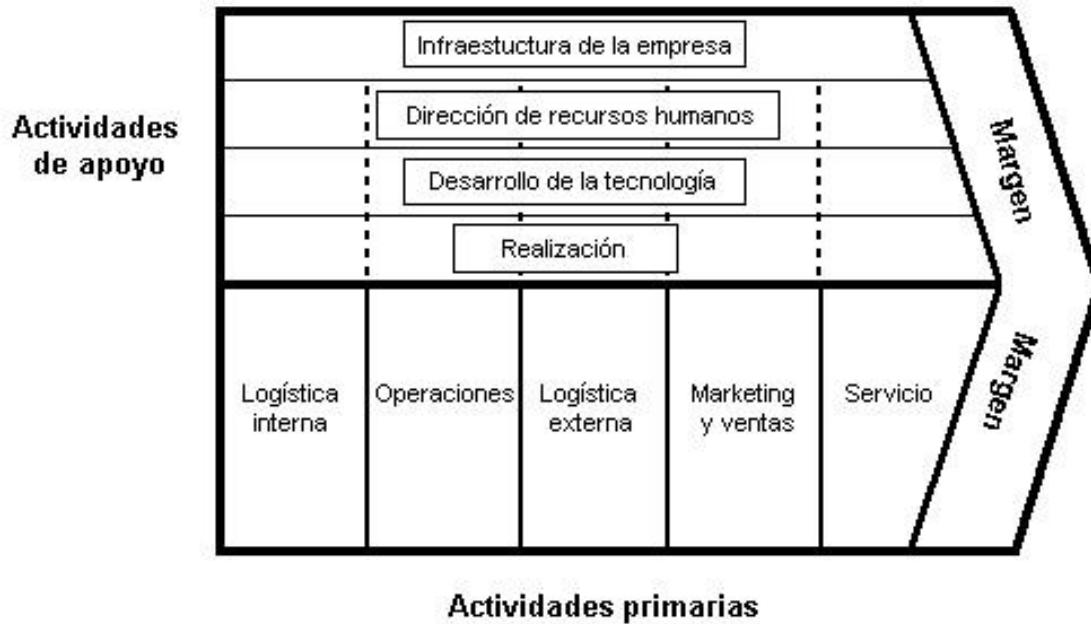 Infraestuctura de la empresa
Dirección de recursos humanos
Actividades
de apoyo
Desarrollo de la tecnología
Realización
Margen
Margen
Logística
interna
Operaciones
Logística
externa
Marketing
y ventas
Servicio
Actividades primarias